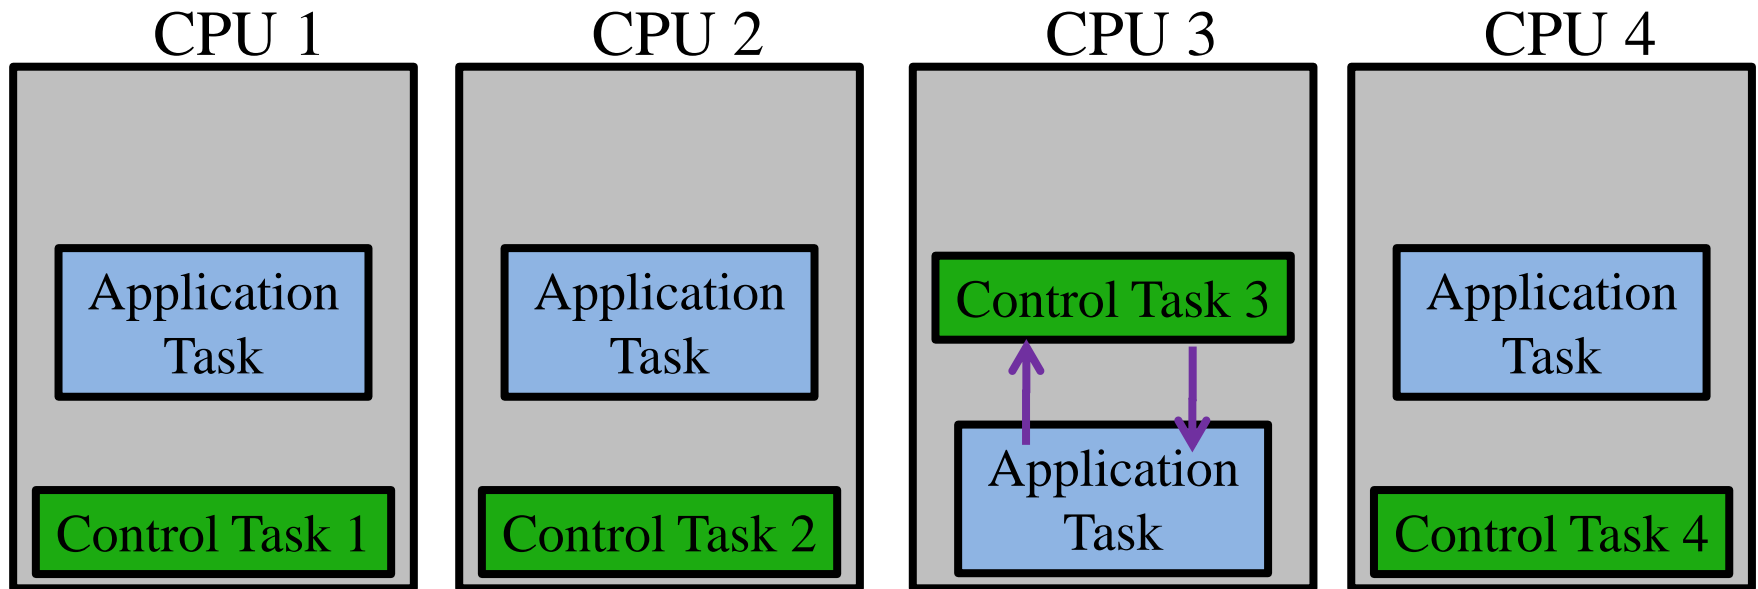 CPU 1
Application
Task
Control Task 1
CPU 2
Application
Task
Control Task 2
CPU 3
Control Task 3
Application
Task
CPU 4
Application
Task
Control Task 4